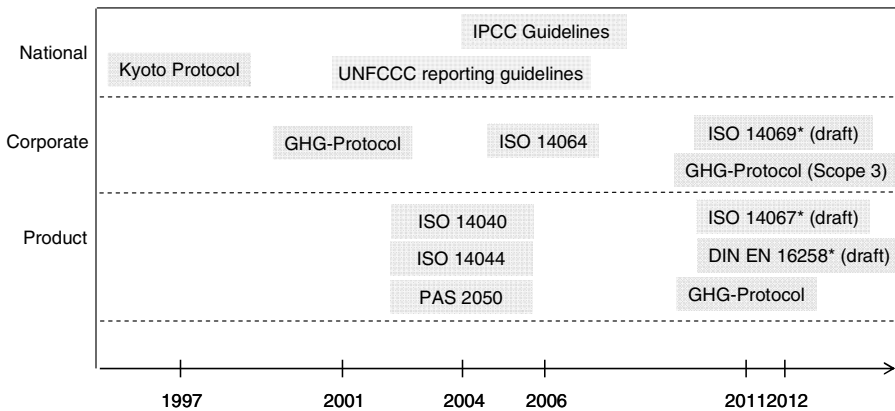 National
IPCC Guidelines
Kyoto Protocol
UNFCCC reporting guidelines
Corporate
GHG-Protocol
ISO 14064
ISO 14069* (draft)
GHG-Protocol (Scope 3)
Product
ISO 14040
ISO 14067* (draft)
ISO 14044
DIN EN 16258* (draft)
PAS 2050
GHG-Protocol
1997 2001 2004 2006 2011 2012